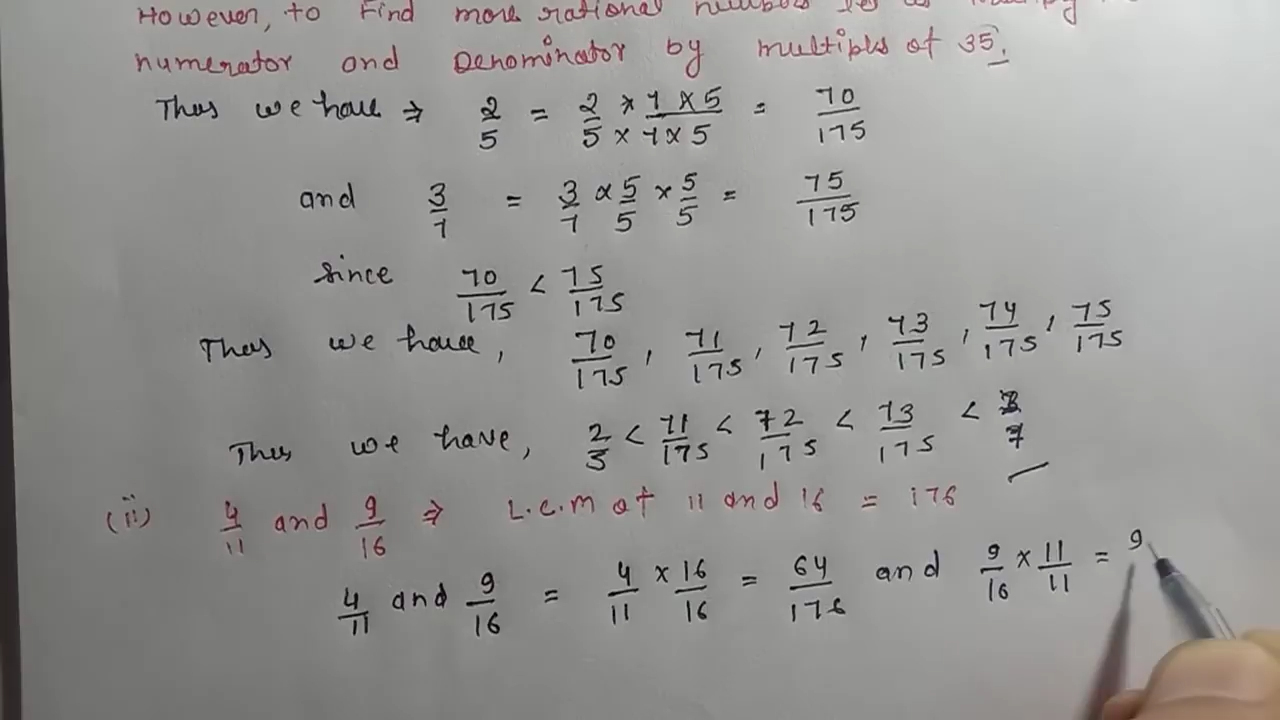 However, to find more rational
numerator and Denominator by multiples of 35.
Thus we have ⇒ 2/5 = 2/5 × 7 × 5 / × 7 × 5 = 70/175
and 3/7 = 3/7 × 5/5 × 5/5 = 75/175
since 70/175 < 75/175
Thus we have, 70/175, 71/175, 72/175, 73/175, 74/175, 75/175
Thus we have, 2/5 < 71/175 < 72/175 < 73/175 < 3/7
(ii) 4/11 and 9/16 ⇒ L.C.M of 11 and 16 = 176
4/11 and 9/16 = 4/11 × 16/16 = 64/176 and 9/16 × 11/11 = 9